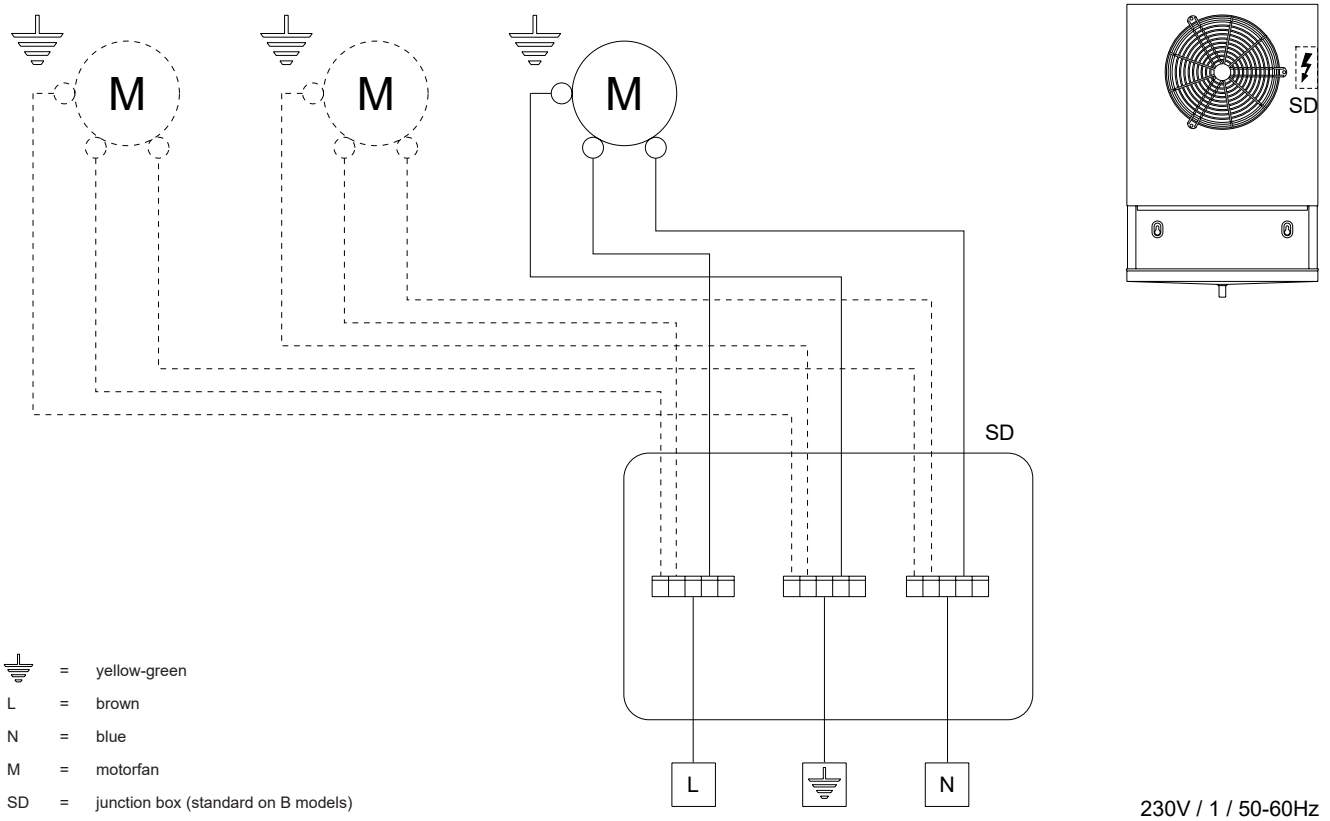 M M M
SD
SD
= yellow-green
L = brown
N = blue
M = motorfan
SD = junction box (standard on B models)
L N
230V / 1 / 50-60Hz